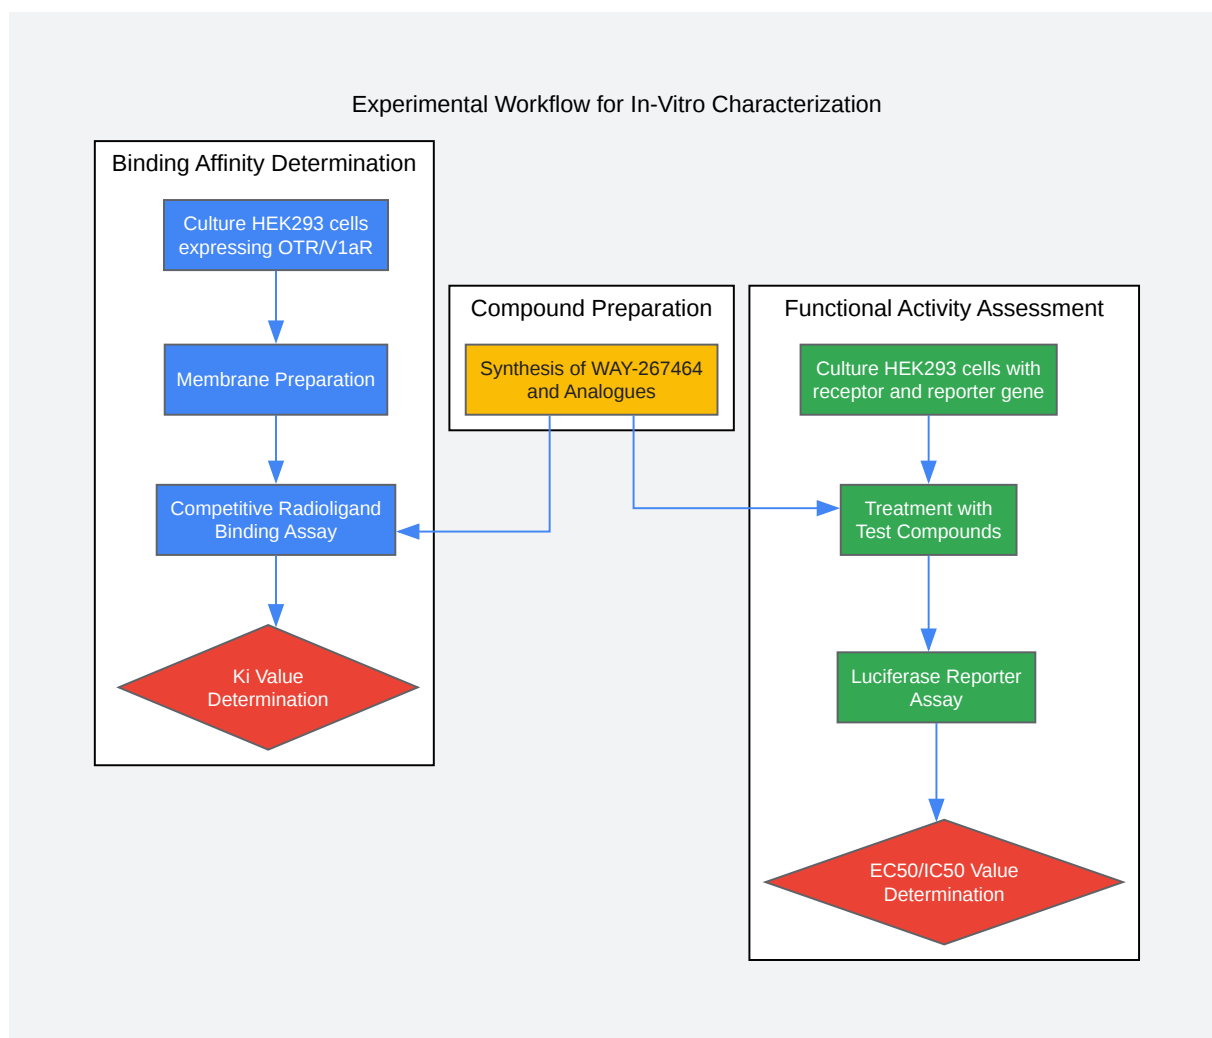 Experimental Workflow for In-Vitro Characterization
Binding Affinity Determination
Culture HEK293 cells
expressing OTR/V1aR
Membrane Preparation
Competitive Radioligand
Binding Assay
Ki Value
Determination
Compound Preparation
Synthesis of WAY-267464
and Analogues
Functional Activity Assessment
Culture HEK293 cells with
receptor and reporter gene
Treatment with
Test Compounds
Luciferase Reporter
Assay
EC50/IC50 Value
Determination